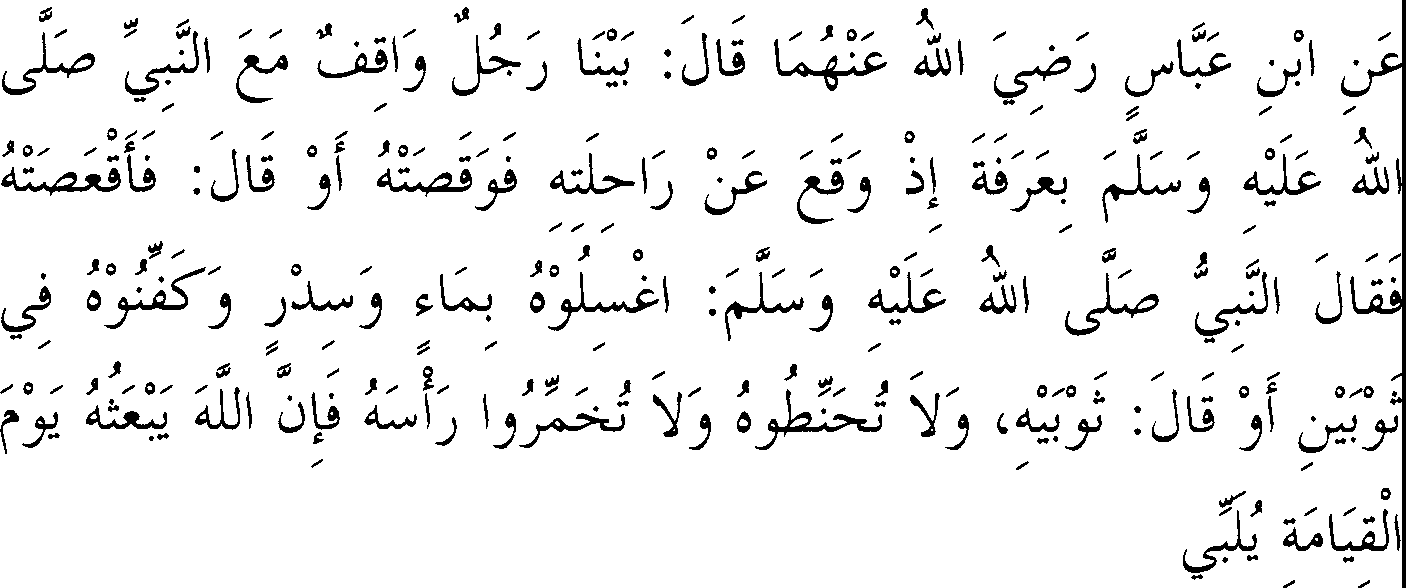 عَنِ ابْنِ عَبَّاسٍ رَضِيَ اللهُ عَنْهُمَا قَالَ: بَيْنَا رَجُلٌ وَاقِفٌ مَعَ النَّبِيِّ صَلَّى
اللهُ عَلَيْهِ وَسَلَّمَ بِعَرَفَةَ إِذْ وَقَعَ عَنْ رَاحِلَتِهِ فَوَقَصَتْهُ أَوْ قَالَ: فَأَقْعَصَتْهُ
فَقَالَ النَّبِيُّ صَلَّى اللهُ عَلَيْهِ وَسَلَّمَ: اغْسِلُوْهُ بِمَاءٍ وَسِدْرٍ وَكَفِّنُوْهُ فِي
ثَوْبَيْنِ أَوْ قَالَ: ثَوْبَيْهِ، وَلاَ تُحَنِّطُوهُ وَلاَ تُخَمِّرُوا رَأْسَهُ فَإِنَّ اللَّهَ يَبْعَثُهُ يَوْمَ
الْقِيَامَةِ يُلَبِّي